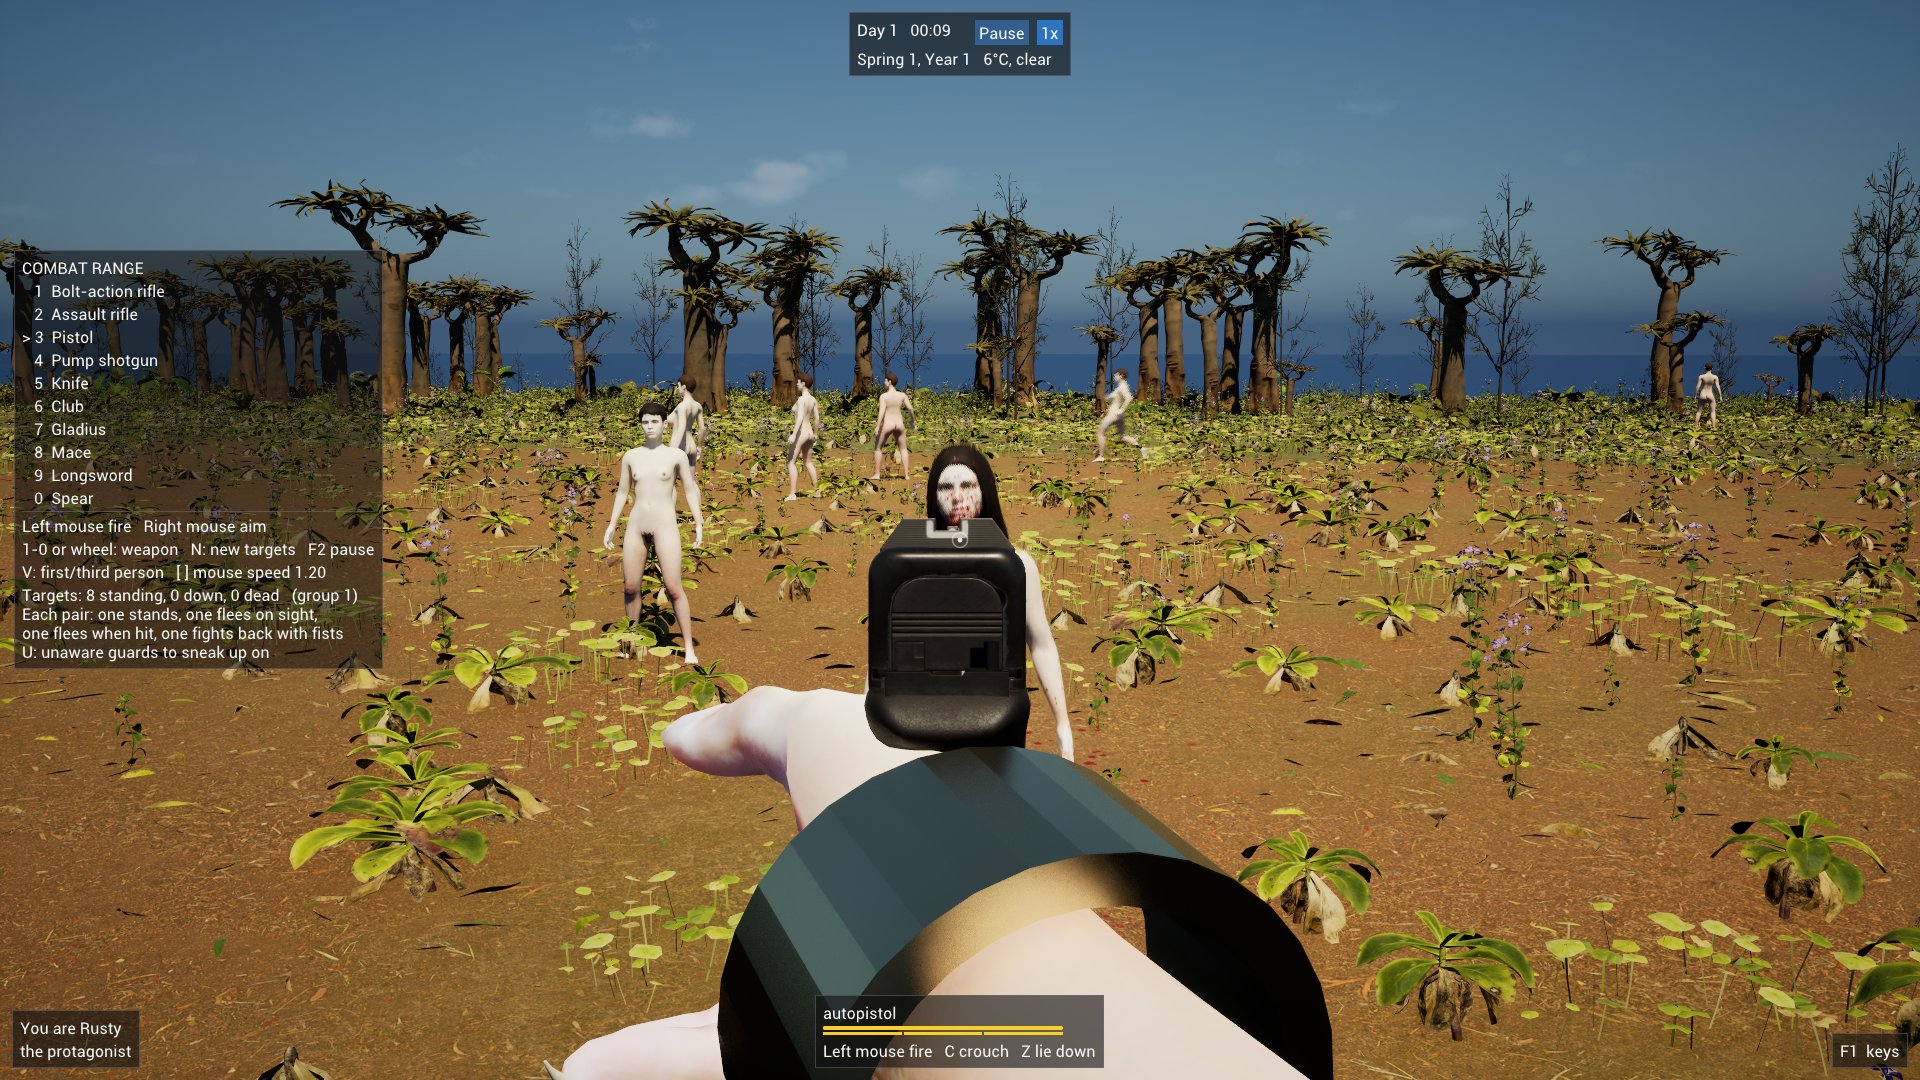 Day 1 00:09 Pause 1x
Spring 1, Year 1 6°C, clear
COMBAT RANGE
1 Bolt-action rifle
2 Assault rifle
> 3 Pistol
4 Pump shotgun
5 Knife
6 Club
7 Gladius
8 Mace
9 Longsword
0 Spear
Left mouse fire Right mouse aim
1-0 or wheel: weapon N: new targets F2 pause
V: first/third person [ ] mouse speed 1.20
Targets: 8 standing, 0 down, 0 dead (group 1)
Each pair: one stands, one flees on sight,
one flees when hit, one fights back with fists
U: unaware guards to sneak up on
You are Rusty
the protagonist
autopistol
Left mouse fire C crouch Z lie down
F1 keys